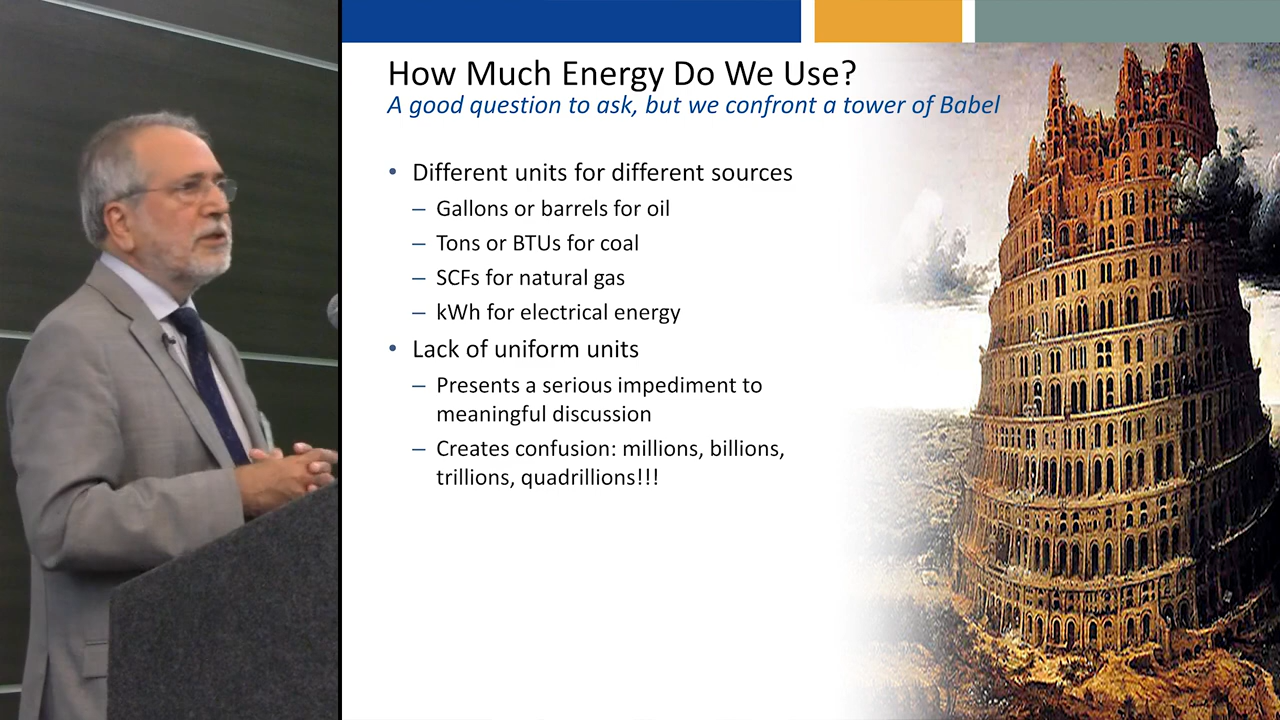 How Much Energy Do We Use?
A good question to ask, but we confront a tower of Babel
• Different units for different sources
– Gallons or barrels for oil
– Tons or BTUs for coal
– SCFs for natural gas
– kWh for electrical energy
• Lack of uniform units
– Presents a serious impediment to
meaningful discussion
– Creates confusion: millions, billions,
trillions, quadrillions!!!